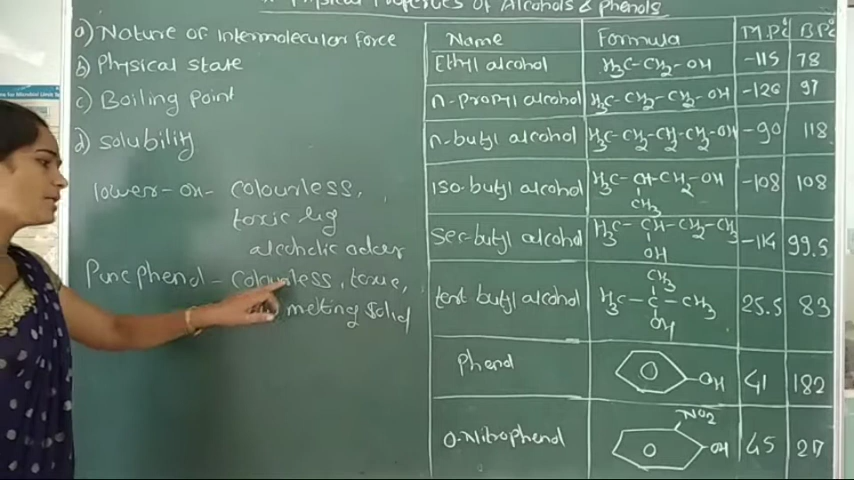 Physical Properties of Alcohols & Phenols
a) Nature of Intermolecular Force
b) Physical state
c) Boiling Point
d) Solubility
lower-OH- Colourless,
toxic liq
alcoholic odor
Pure phenol - Colourless, toxic,
melting Solid
Name Formula M.P°C B.P°C
Ethyl alcohol H3C-CH2-OH -115 78
n-propyl alcohol H3C-CH2-CH2-OH -126 97
n-butyl alcohol H3C-CH2-CH2-CH2-OH -90 118
iso-butyl alcohol H3C-CH-CH2-OH -108 108
CH3
Sec-butyl alcohol H3C-CH-CH2-CH3 -114 99.5
OH
CH3
tert butyl alcohol H3C-C-CH3 25.5 83
OH
Phenol OH 41 182
NO2
O-Nitrophenol OH 45 217